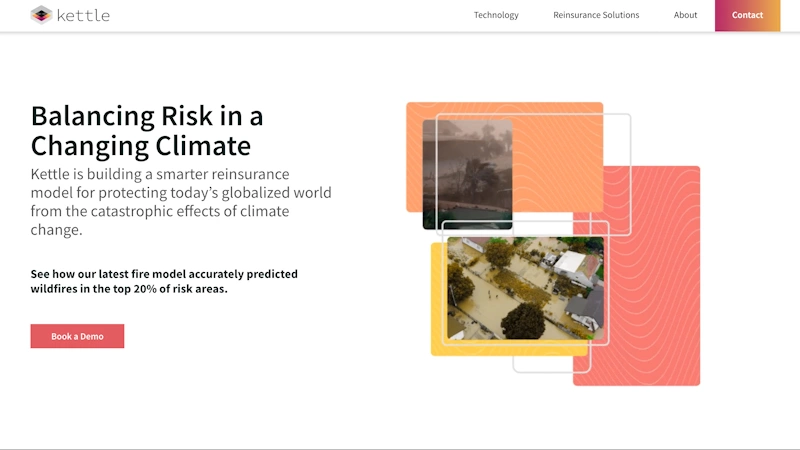 kettle
Technology
Reinsurance Solutions
About
Contact
Balancing Risk in a
Changing Climate
Kettle is building a smarter reinsurance
model for protecting today’s globalized world
from the catastrophic effects of climate
change.
See how our latest fire model accurately predicted
wildfires in the top 20% of risk areas.
Book a Demo